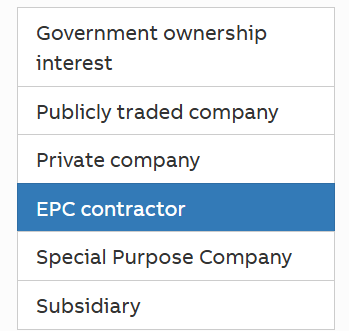 Government ownership
interest
Publicly traded company
Private company
EPC contractor
Special Purpose Company
Subsidiary